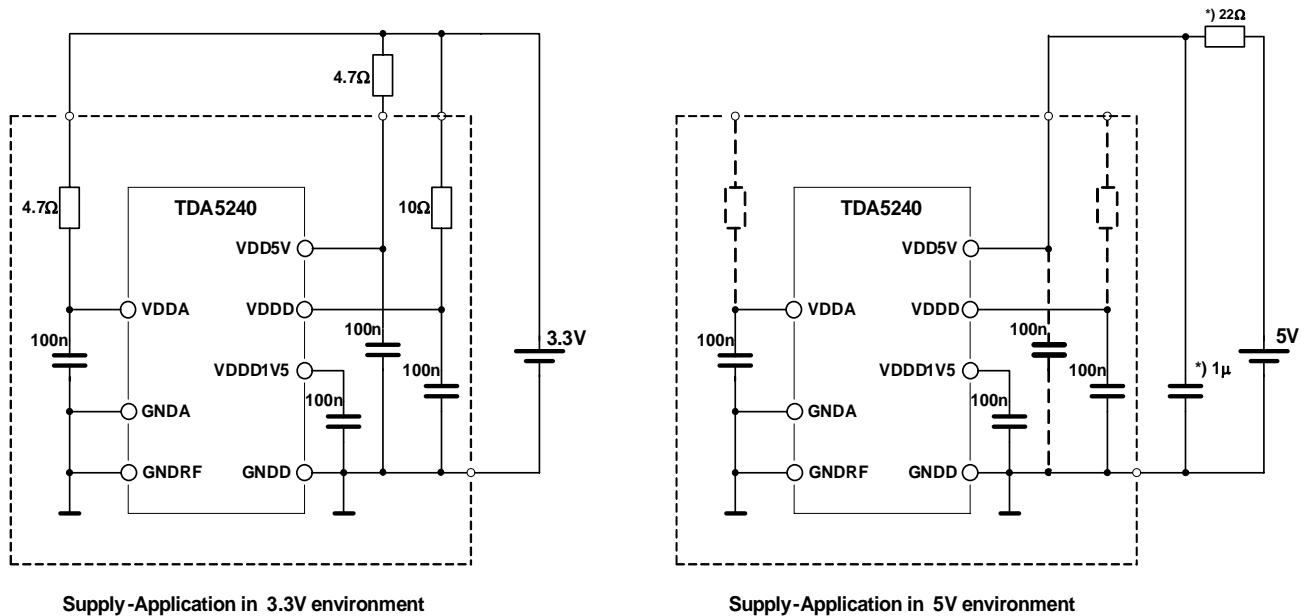 4.7Ω
4.7Ω
10Ω
TDA5240
VDD5V
VDDA
VDDD
100n
100n
100n
3.3V
VDDD1V5
100n
GNDA
GNDRF
GNDD
Supply-Application in 3.3V environment
*) 22Ω
TDA5240
VDD5V
VDDA
VDDD
100n
100n
100n
5V
*) 1µ
VDDD1V5
100n
GNDA
GNDRF
GNDD
Supply-Application in 5V environment